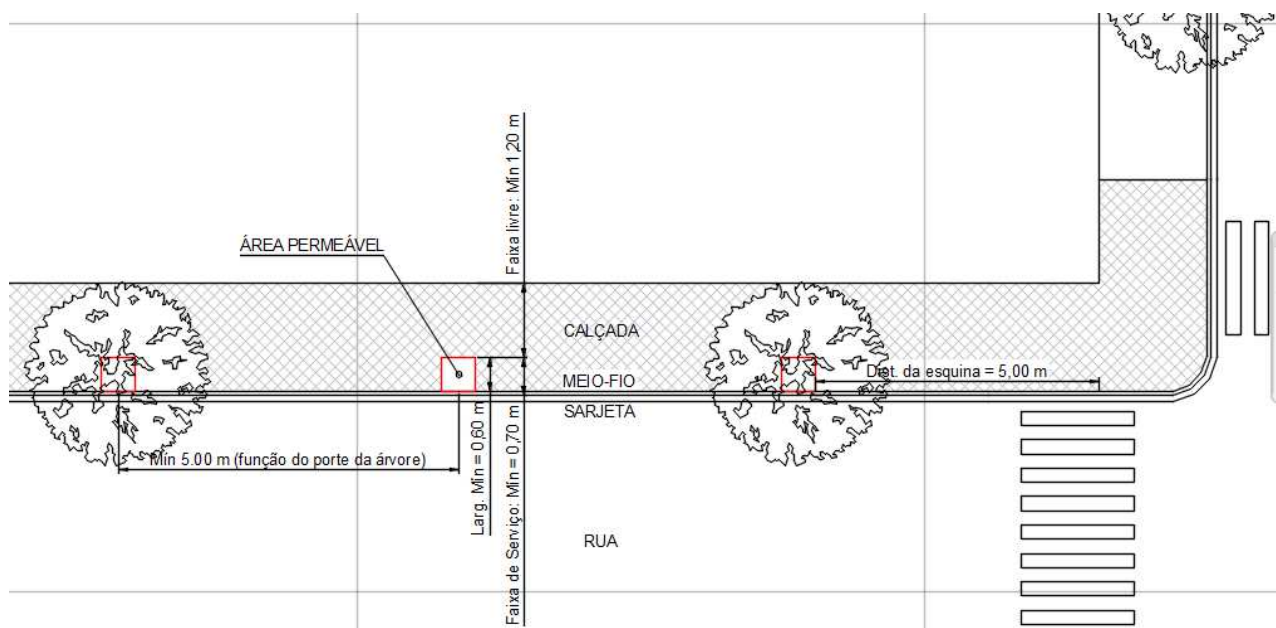 Faixa livre: Mín 1,20 m
ÁREA PERMEÁVEL
CALÇADA
MEIO-FIO
Dist. da esquina = 5,00 m
SARJETA
Mín 5.00 m (função do porte da árvore)
Larg. Mín = 0,60 m
Faixa de Serviço: Mín = 0,70 m
RUA